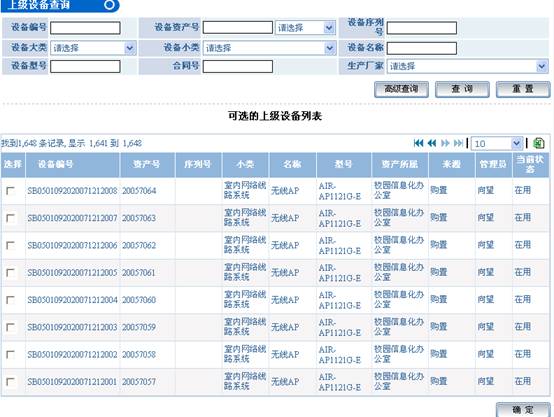 上级设备查询
设备编号 设备资产号 请选择 设备序列号
设备大类 请选择 设备小类 请选择 设备名称
设备型号 合同号 生产厂家 请选择
高级查询 查 询 重 置
可选的上级设备列表
找到1,648 条记录, 显示 1,641 到 1,648 10
选择 设备编号 资产号 序列号 小类 名称 型号 资产所属 来源 管理员 当前状态
SB0501092020071212008 20057064 室内网络线路系统 无线AP AIR-AP1121G-E 校园信息化办公室 购置 向望 在用
SB0501092020071212007 20057063 室内网络线路系统 无线AP AIR-AP1121G-E 校园信息化办公室 购置 向望 在用
SB0501092020071212006 20057062 室内网络线路系统 无线AP AIR-AP1121G-E 校园信息化办公室 购置 向望 在用
SB0501092020071212005 20057061 室内网络线路系统 无线AP AIR-AP1121G-E 校园信息化办公室 购置 向望 在用
SB0501092020071212004 20057060 室内网络线路系统 无线AP AIR-AP1121G-E 校园信息化办公室 购置 向望 在用
SB0501092020071212003 20057059 室内网络线路系统 无线AP AIR-AP1121G-E 校园信息化办公室 购置 向望 在用
SB0501092020071212002 20057058 室内网络线路系统 无线AP AIR-AP1121G-E 校园信息化办公室 购置 向望 在用
SB0501092020071212001 20057057 室内网络线路系统 无线AP AIR-AP1121G-E 校园信息化办公室 购置 向望 在用
确 定